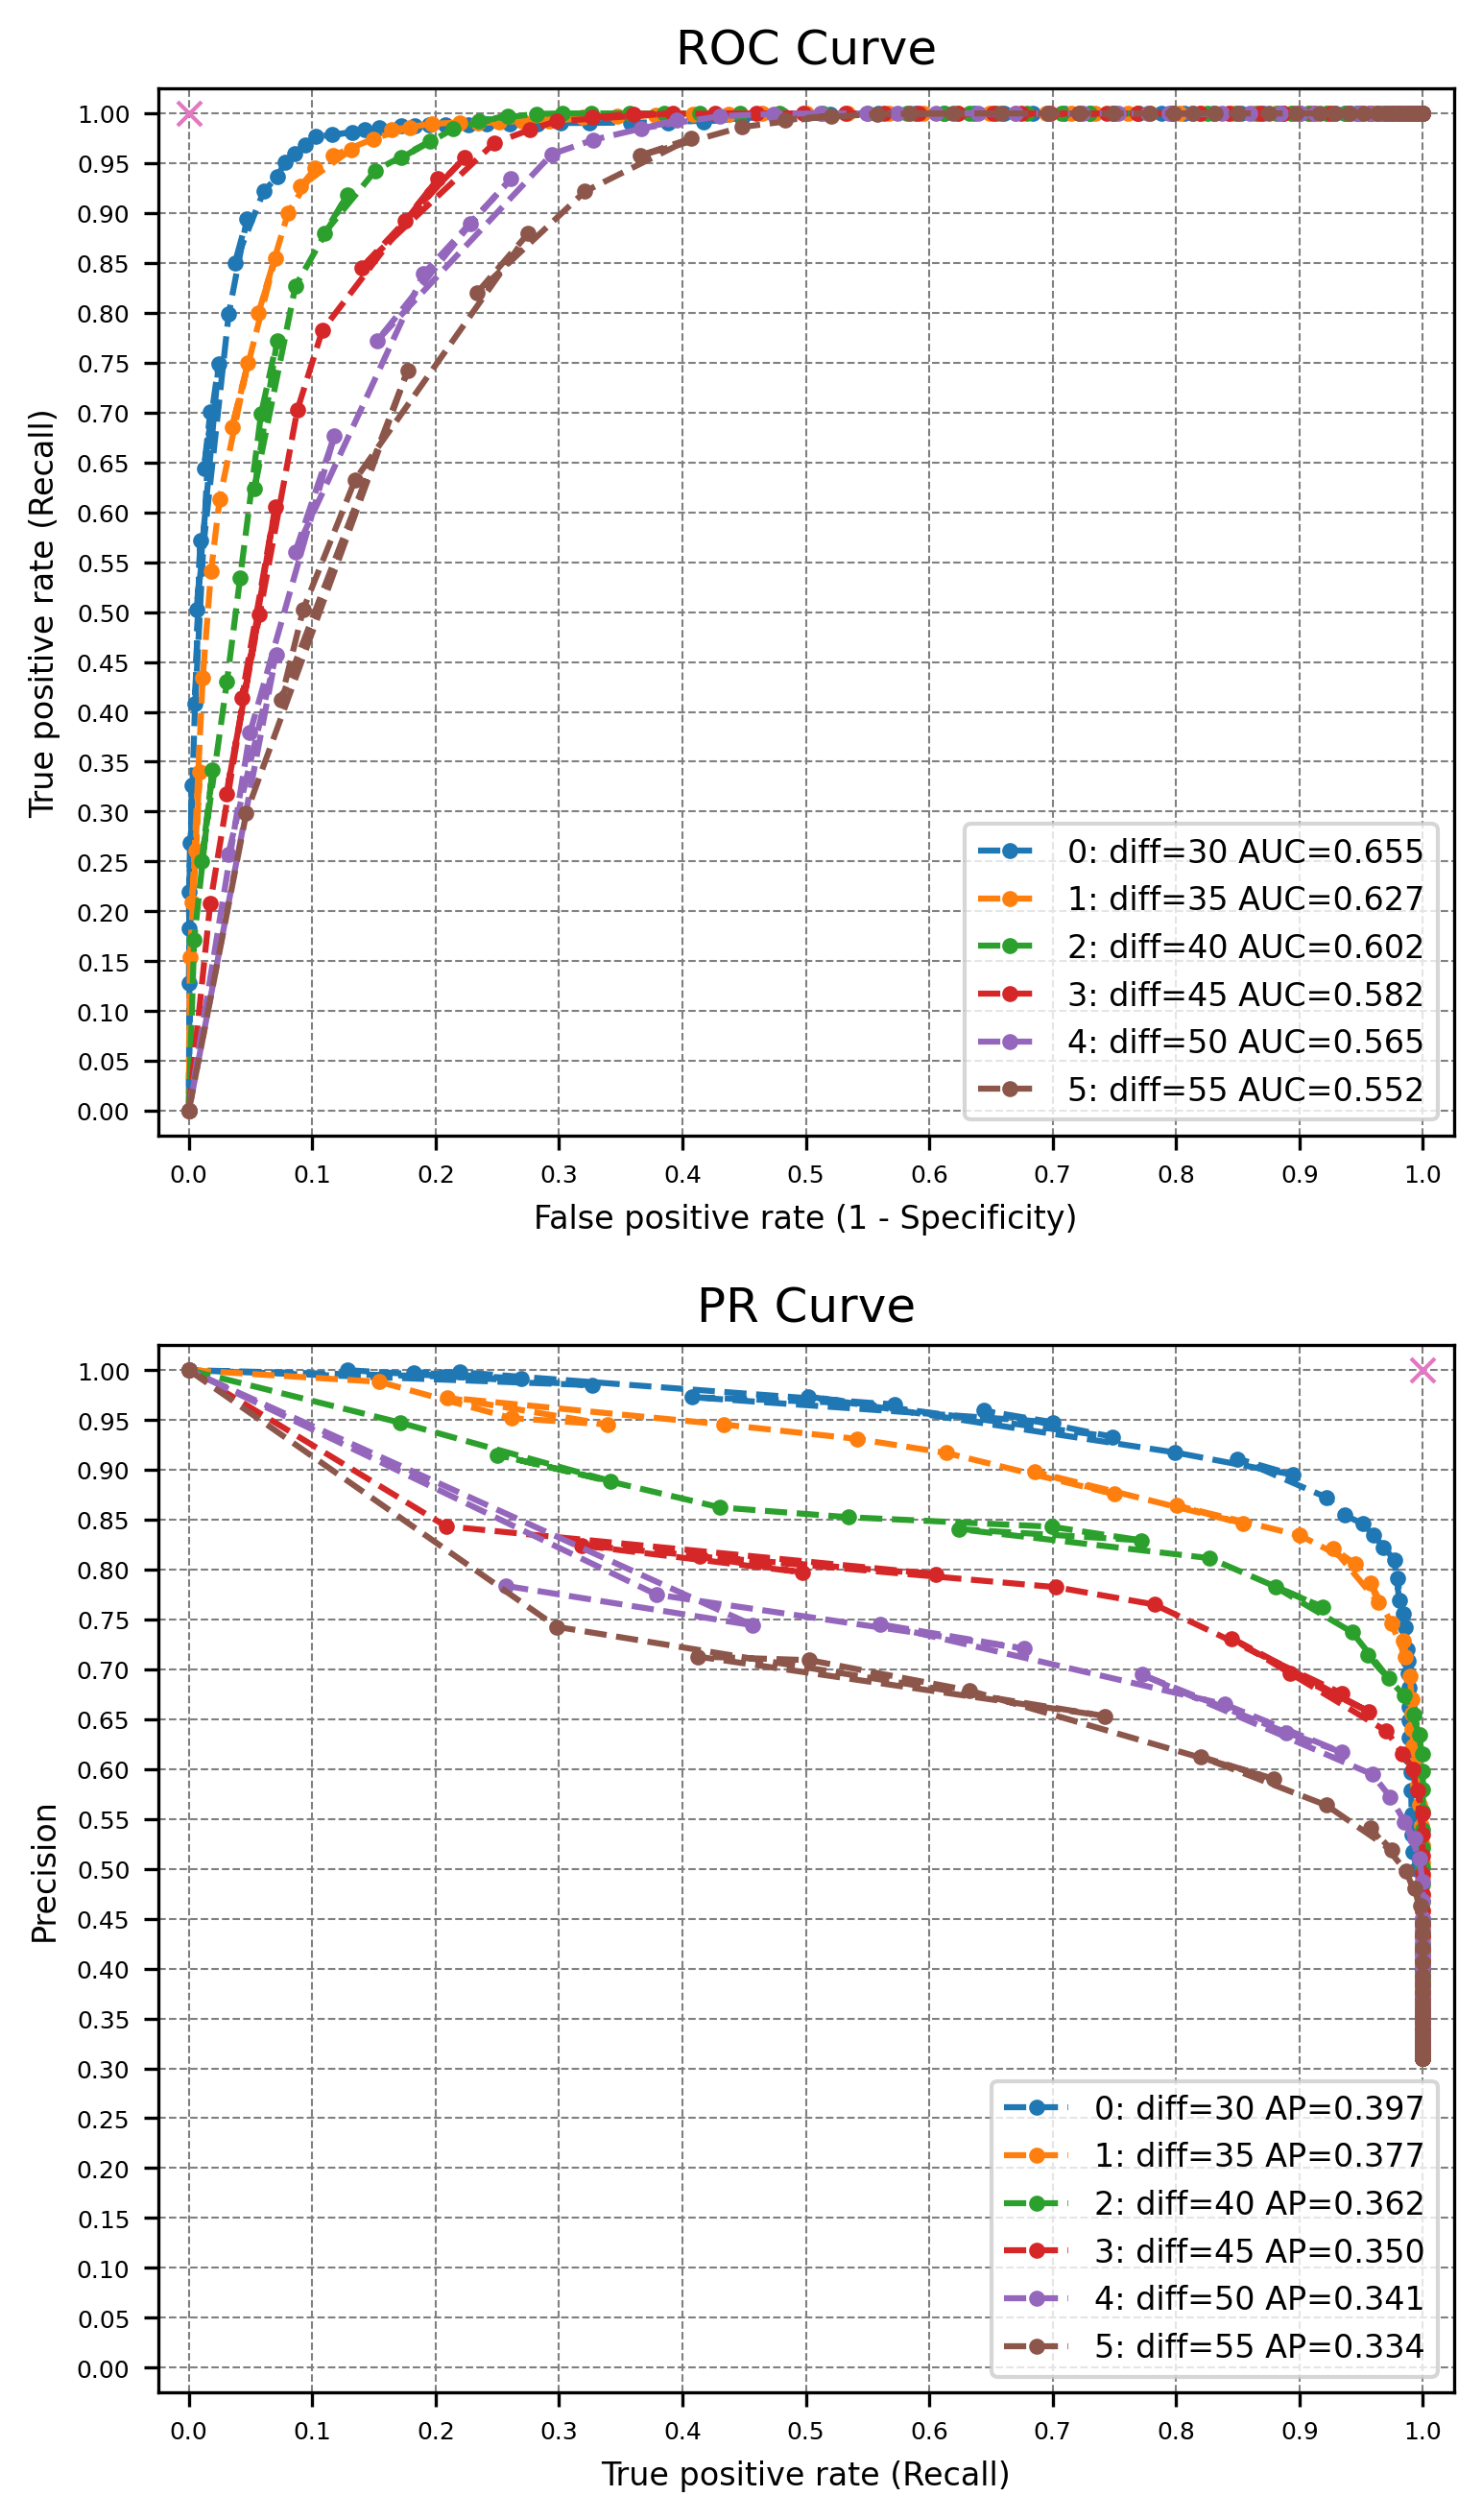 ROC Curve
True positive rate (Recall)
1.00
0.95
0.90
0.85
0.80
0.75
0.70
0.65
0.60
0.55
0.50
0.45
0.40
0.35
0.30
0.25
0.20
0.15
0.10
0.05
0.00
0: diff=30 AUC=0.655
1: diff=35 AUC=0.627
2: diff=40 AUC=0.602
3: diff=45 AUC=0.582
4: diff=50 AUC=0.565
5: diff=55 AUC=0.552
0.0 0.1 0.2 0.3 0.4 0.5 0.6 0.7 0.8 0.9 1.0
False positive rate (1 - Specificity)
PR Curve
Precision
1.00
0.95
0.90
0.85
0.80
0.75
0.70
0.65
0.60
0.55
0.50
0.45
0.40
0.35
0.30
0.25
0.20
0.15
0.10
0.05
0.00
0: diff=30 AP=0.397
1: diff=35 AP=0.377
2: diff=40 AP=0.362
3: diff=45 AP=0.350
4: diff=50 AP=0.341
5: diff=55 AP=0.334
0.0 0.1 0.2 0.3 0.4 0.5 0.6 0.7 0.8 0.9 1.0
True positive rate (Recall)